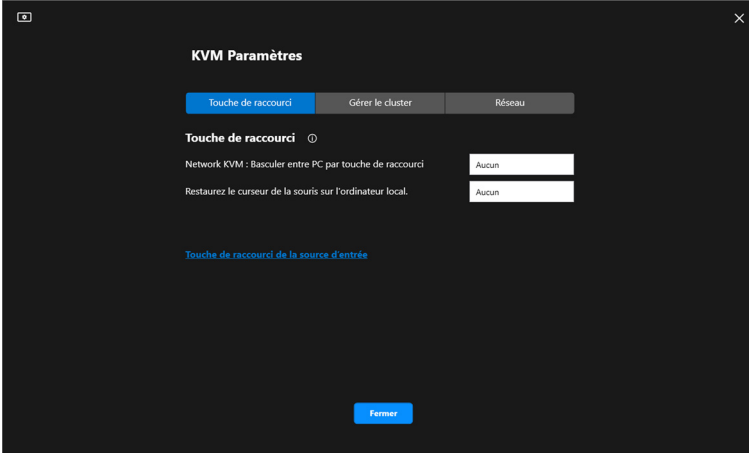 KVM Paramètres
Touche de raccourci Gérer le cluster Réseau
Touche de raccourci
Network KVM : Basculer entre PC par touche de raccourci Aucun
Restaurez le curseur de la souris sur l'ordinateur local. Aucun
Touche de raccourci de la source d'entrée
Fermer